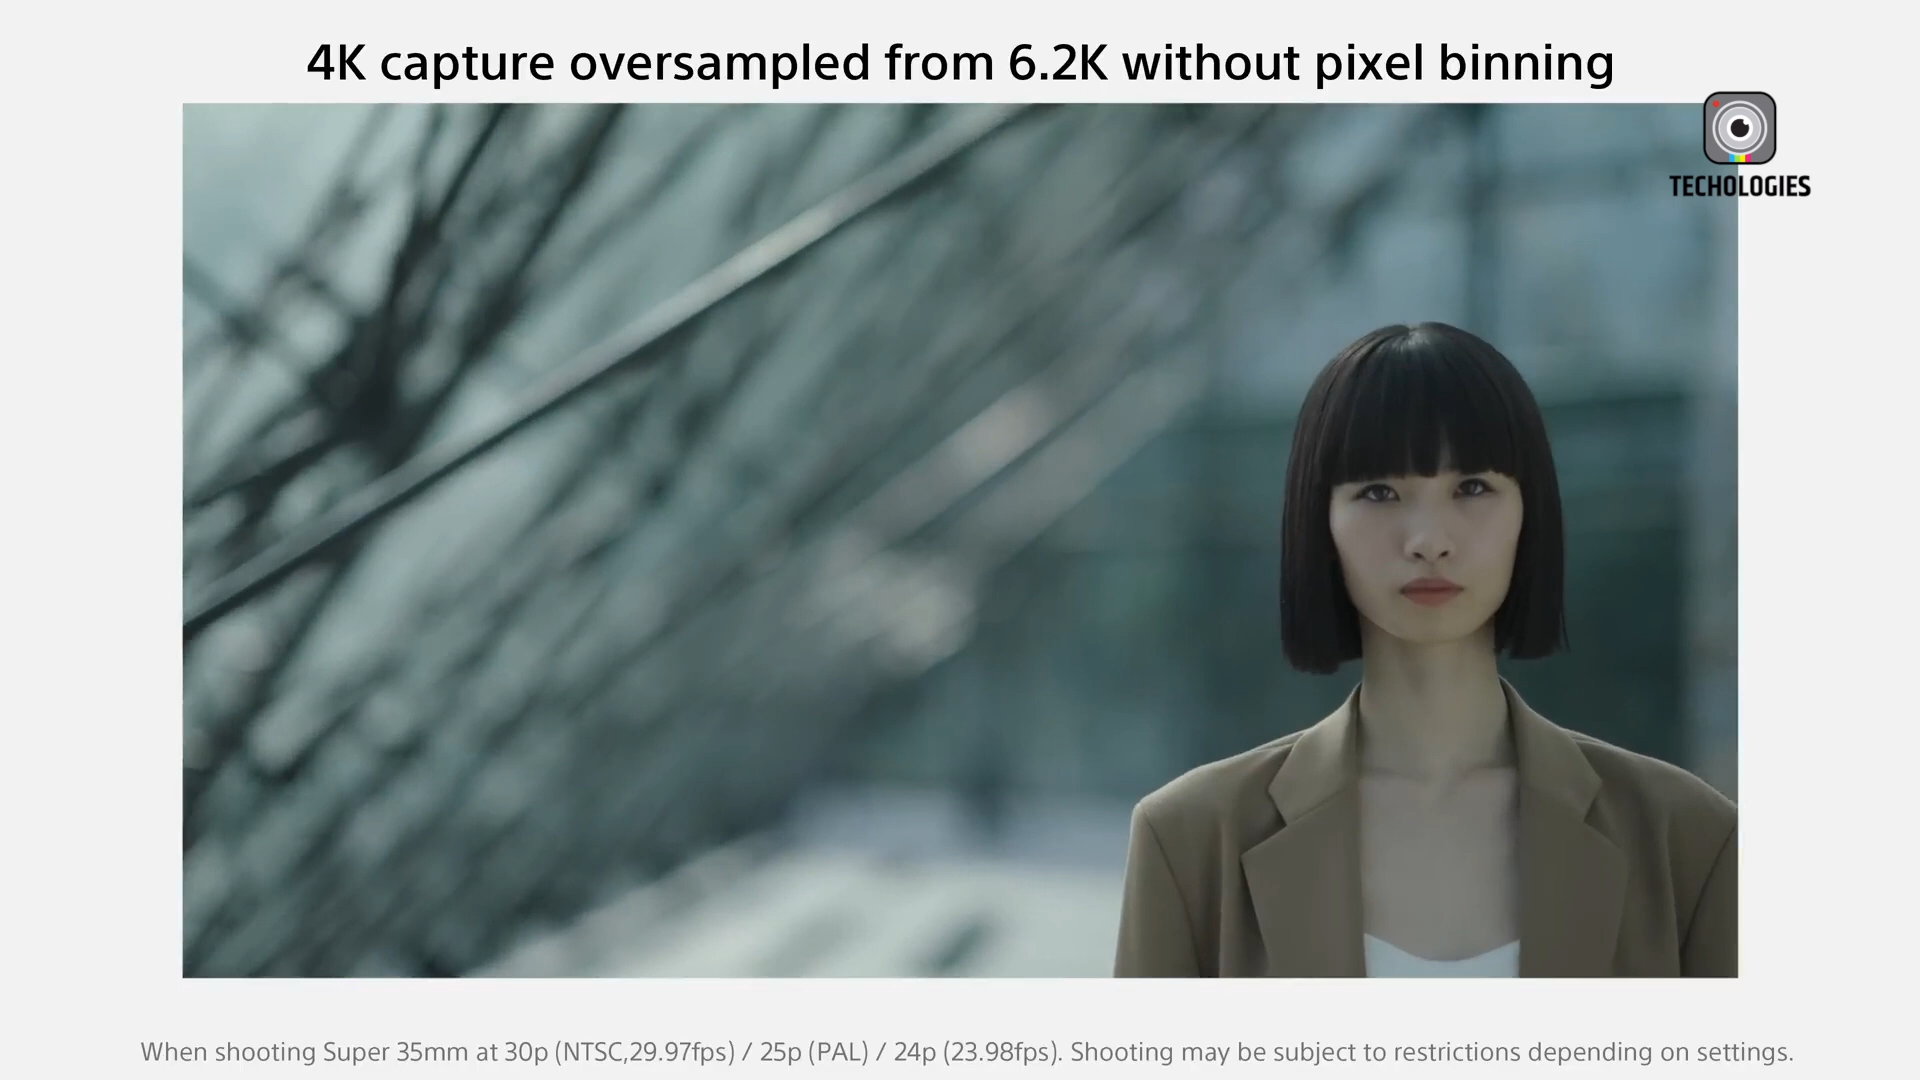 4K capture oversampled from 6.2K without pixel binning
TECHOLOGIES
When shooting Super 35mm at 30p (NTSC,29.97fps) / 25p (PAL) / 24p (23.98fps). Shooting may be subject to restrictions depending on settings.